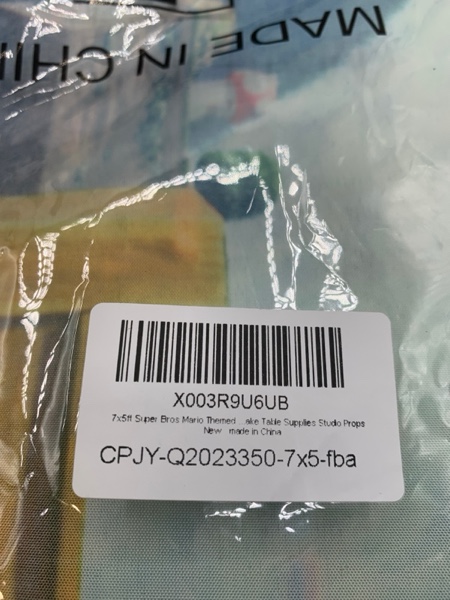 MADE IN CHI
X003R9U6UB
7x5ft Super Bros Mario Themed ...ake Table Supplies Studio Props
New made in China
CPJY-Q2023350-7x5-fba